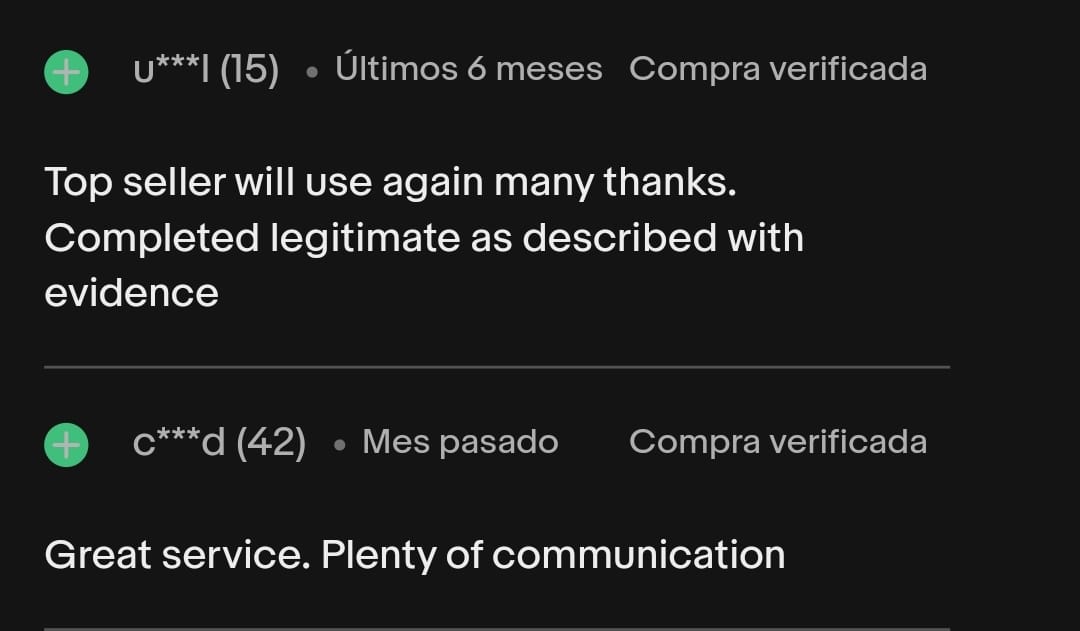 u***l (15) • Últimos 6 meses Compra verificada
Top seller will use again many thanks.
Completed legitimate as described with
evidence
c***d (42) • Mes pasado Compra verificada
Great service. Plenty of communication